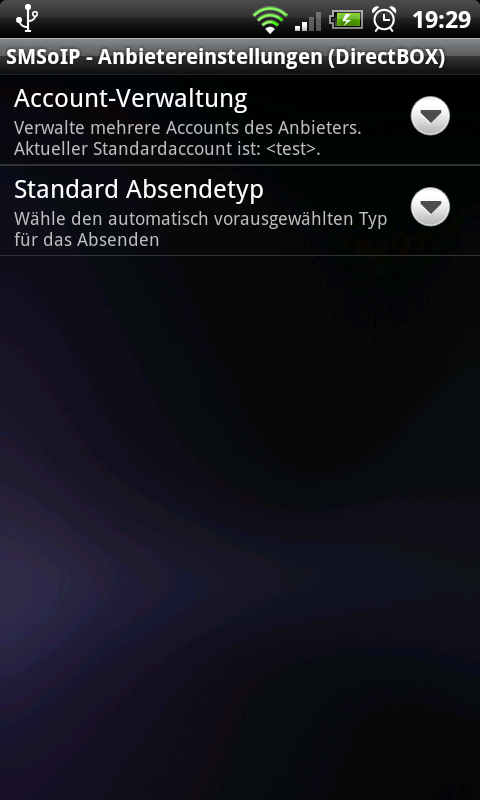 19:29
SMSoIP - Anbietereinstellungen (DirectBOX)
Account-Verwaltung
Verwalte mehrere Accounts des Anbieters.
Aktueller Standardaccount ist: <test>.
Standard Absendetyp
Wähle den automatisch vorausgewählten Typ
für das Absenden